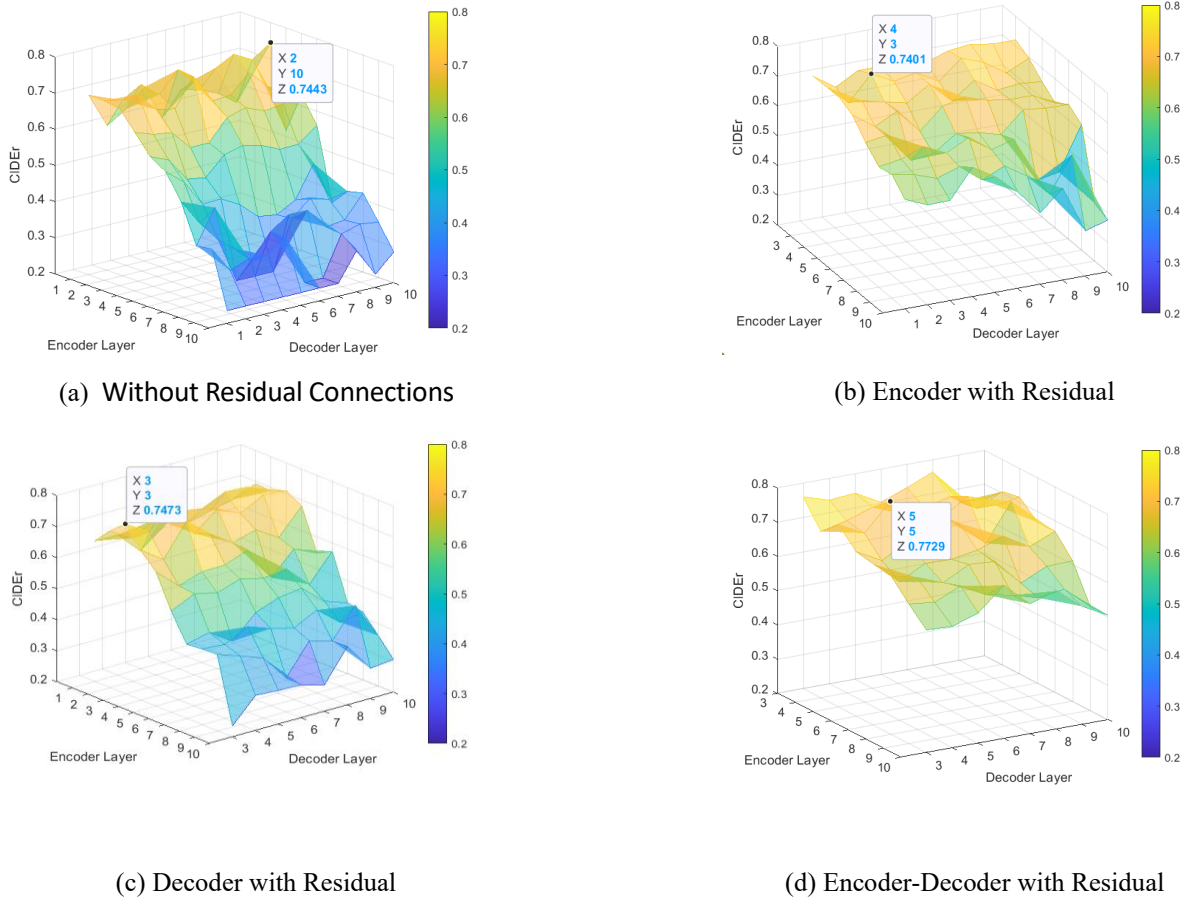 0.8
0.7
0.6
0.5
0.4
0.3
0.2
CIDEr
X 2
Y 10
Z 0.7443
1 2 3 4 5 6 7 8 9 10
Encoder Layer
1 2 3 4 5 6 7 8 9 10
Decoder Layer
0.8
0.7
0.6
0.5
0.4
0.3
0.2
(a) Without Residual Connections
0.8
0.7
0.6
0.5
0.4
0.3
0.2
CIDEr
X 4
Y 3
Z 0.7401
3 4 5 6 7 8 9 10
Encoder Layer
1 2 3 4 5 6 7 8 9 10
Decoder Layer
0.8
0.7
0.6
0.5
0.4
0.3
0.2
(b) Encoder with Residual
0.8
0.7
0.6
0.5
0.4
0.3
0.2
CIDEr
X 3
Y 3
Z 0.7473
1 2 3 4 5 6 7 8 9 10
Encoder Layer
3 4 5 6 7 8 9 10
Decoder Layer
0.8
0.7
0.6
0.5
0.4
0.3
0.2
(c) Decoder with Residual
0.8
0.7
0.6
0.5
0.4
0.3
0.2
CIDEr
X 5
Y 5
Z 0.7729
3 4 5 6 7 8 9 10
Encoder Layer
3 4 5 6 7 8 9 10
Decoder Layer
0.8
0.7
0.6
0.5
0.4
0.3
0.2
(d) Encoder-Decoder with Residual